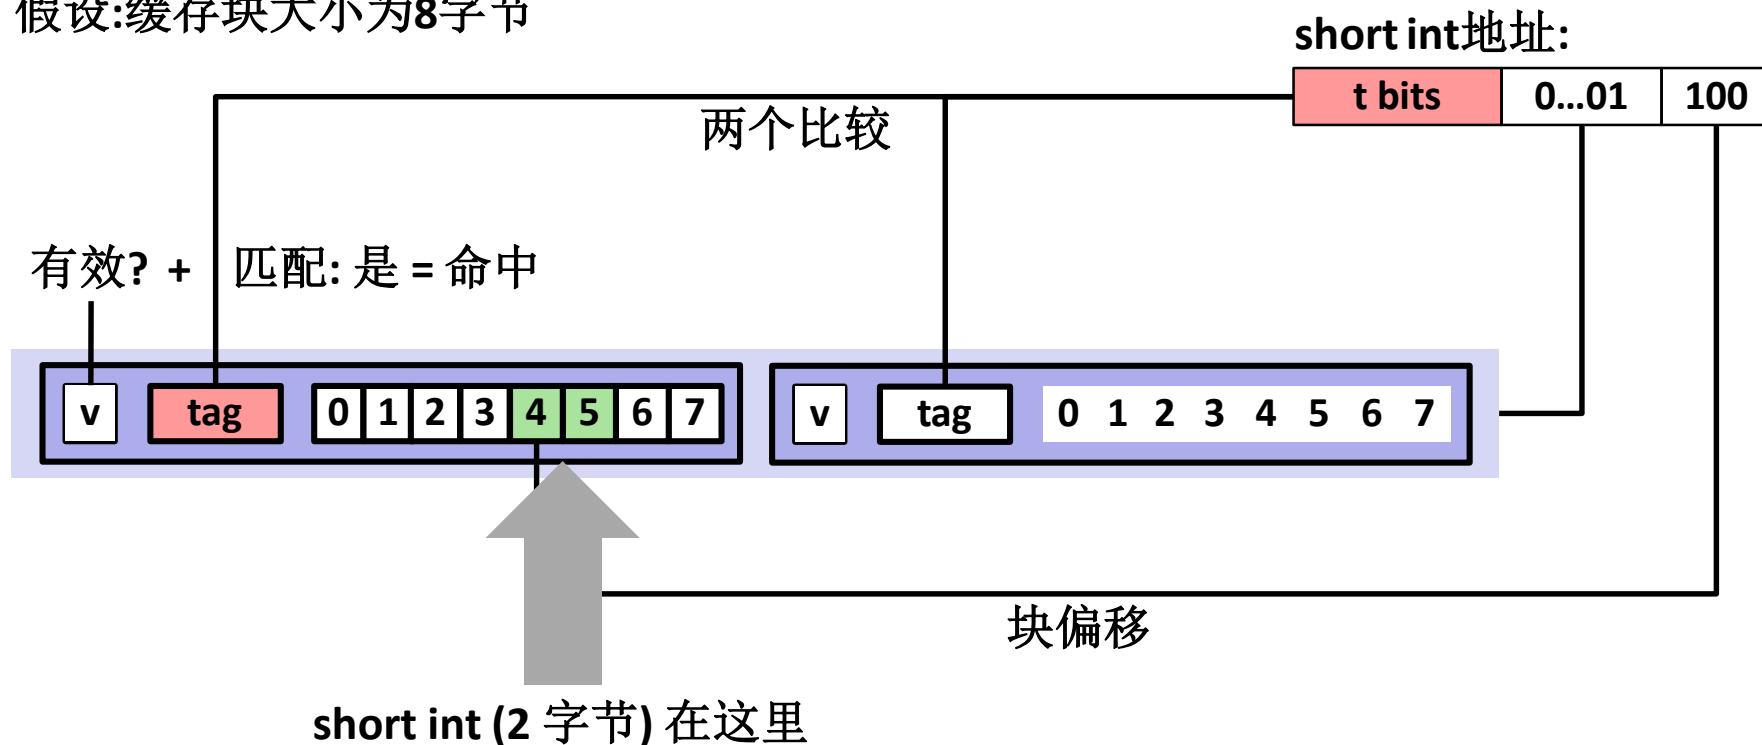 假设:缓存块大小为8字节
short int地址:
t bits 0...01 100
两个比较
有效? + 匹配: 是 = 命中
v tag 0 1 2 3 4 5 6 7 v tag 0 1 2 3 4 5 6 7
块偏移
short int (2 字节) 在这里